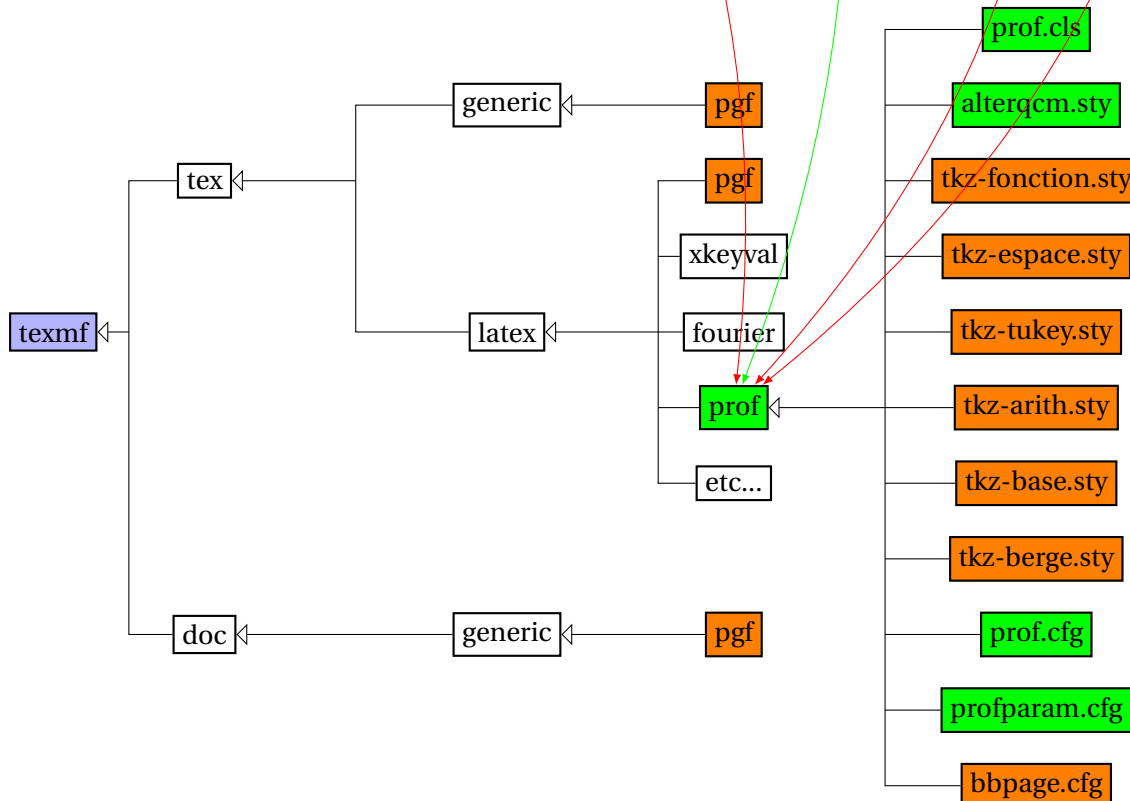 prof.cls
generic
pgf
alterqcm.sty
tex
pgf
tkz-fonction.sty
xkeyval
tkz-espace.sty
texmf
latex
fourier
tkz-tukey.sty
prof
tkz-arith.sty
etc...
tkz-base.sty
tkz-berge.sty
doc
generic
pgf
prof.cfg
profparam.cfg
bbpage.cfg